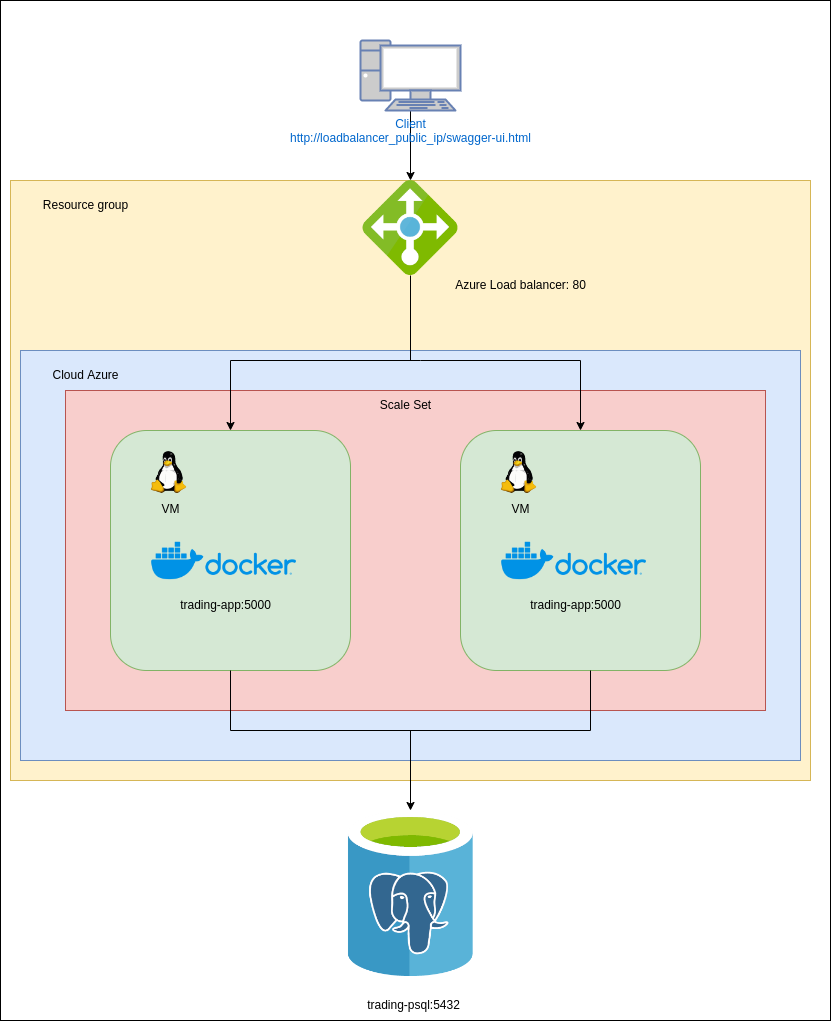 Client
http://loadbalancer_public_ip/swagger-ui.html
Resource group
Azure Load balancer: 80
Cloud Azure
Scale Set
VM
VM
docker
docker
trading-app:5000
trading-app:5000
trading-psql:5432